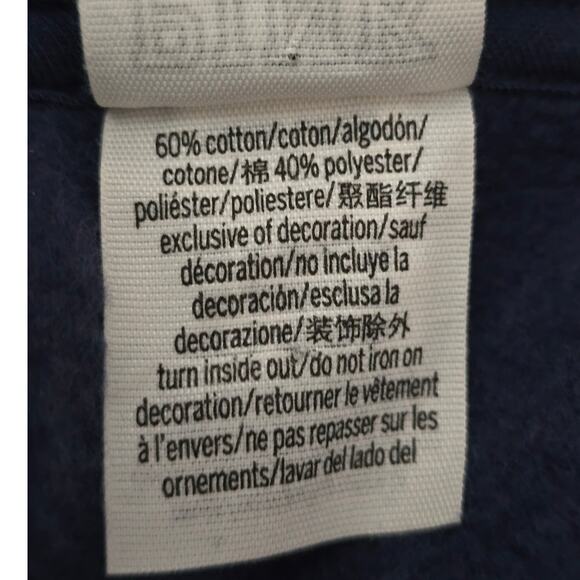 60% cotton/coton/algodón/
cotone/棉 40% polyester/
poliéster/poliestere/聚酯纤维
exclusive of decoration/sauf
décoration/no incluye la
decoración/esclusa la
decorazione/装饰除外
turn inside out/do not iron on
decoration/retourner le vêtement
à l'envers/ne pas repasser sur les
ornements/lavar del lado del